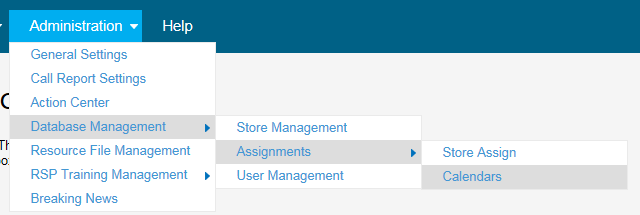 Administration
Help
General Settings
Call Report Settings
Action Center
Database Management
Resource File Management
RSP Training Management
Breaking News
Store Management
Assignments
User Management
Store Assign
Calendars